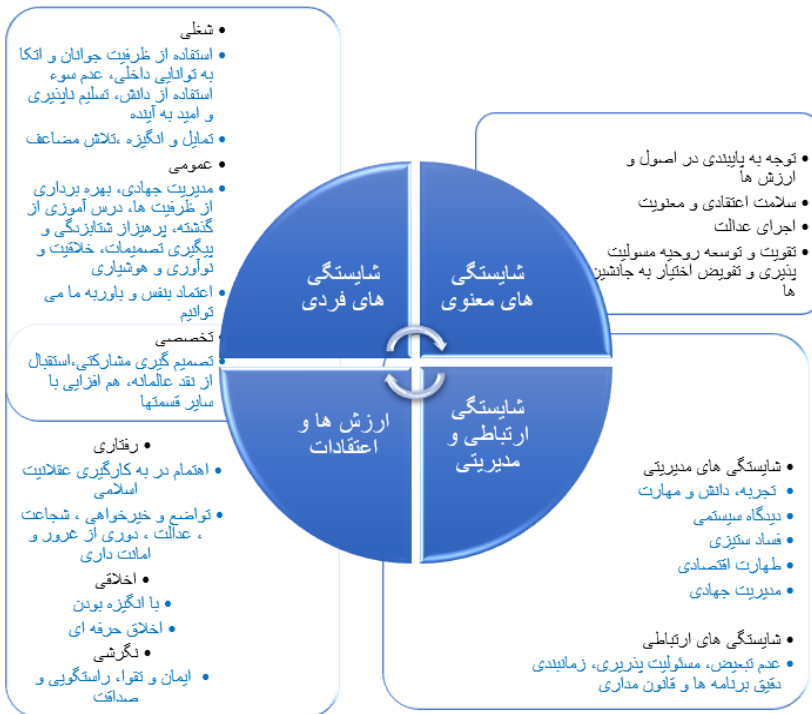 توجه به پایبندی در اصول و
ارزش ها
سلامت اعتقادی و معنویت
اجرای عدالت
تقویت و توسعه روحیه مسولیت
پذیری و تفویض اختیار به جانشین
ها
شغلی
استفاده از ظرفیت جوانان و اتکا
به توانایی داخلی، عدم سوء
استفاده از دانش، تسلیم ناپذیری
و امید به آینده
تمایل و انگیزه ،تلاش مضاعف
عمومی
مدیریت جهادی، بهره برداری
از ظرفیت ها، درس آموزی از
گذشته، پرهیزاز شتابزدگی و
پیگیری تصمیمات، خلاقیت و
نوآوری و هوشیاری
اعتماد بنفس و باوربه ما می
توانیم
تخصصی
تصمیم گیری مشارکتی،استقبال
از نقد عالمانه، هم افزایی با
سایر قسمتها
شایستگی
های معنوی
شایستگی
های فردی
شایستگی
ارتباطی و
مدیریتی
ارزش ها و
اعتقادات
شایستگی های مدیریتی
تجربه، دانش و مهارت
دیدگاه سیستمی
فساد ستیزی
طهارت اقتصادی
مدیریت جهادی
شایستگی های ارتباطی
عدم تبعیض، مسئولیت پذریری، زمانبندی
دقیق برنامه ها و قانون مداری
رفتاری
اهتمام در به کارگیری عقلانیت
اسلامی
تواضع و خیرخواهی ، شجاعت
، عدالت ، دوری از غرور و
امانت داری
اخلاقی
با انگیزه بودن
اخلاق حرفه ای
نگرشی
ایمان و تقوا، راستگویی و
صداقت